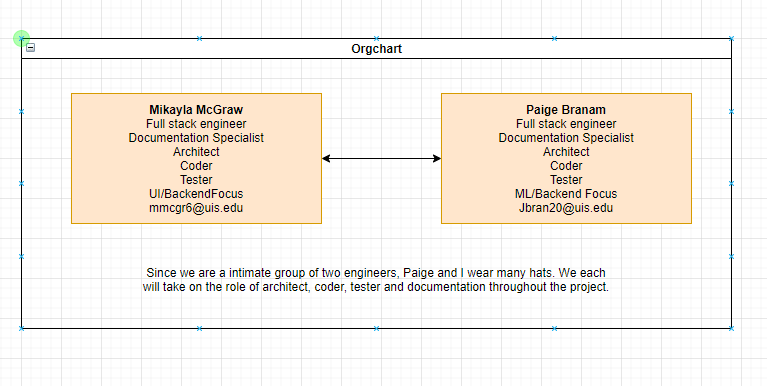 Orgchart
Mikayla McGraw
Full stack engineer
Documentation Specialist
Architect
Coder
Tester
UI/BackendFocus
mmcgr6@uis.edu
Paige Branam
Full stack engineer
Documentation Specialist
Architect
Coder
Tester
ML/Backend Focus
Jbran20@uis.edu
Since we are a intimate group of two engineers, Paige and I wear many hats. We each
will take on the role of architect, coder, tester and documentation throughout the project.